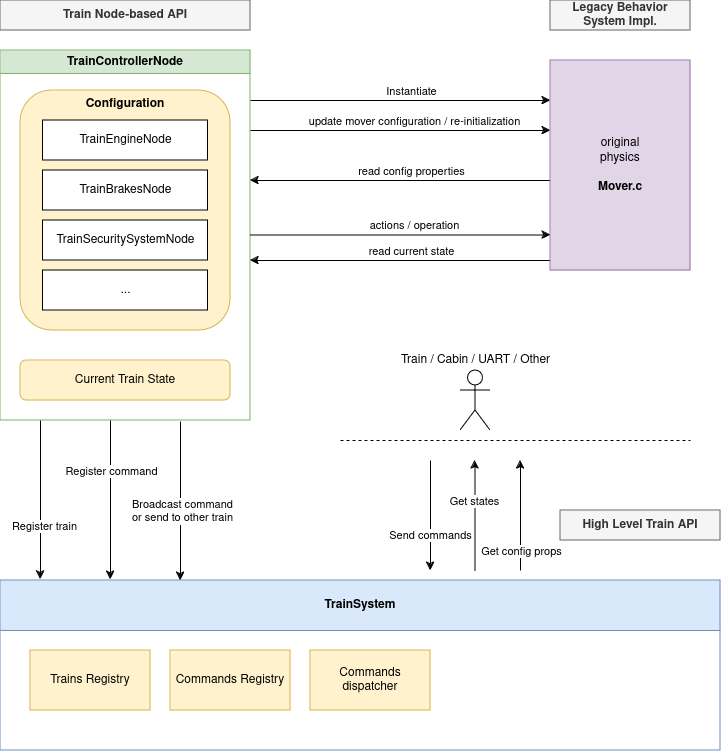 Train Node-based API
Legacy Behavior
System Impl.
TrainControllerNode
Configuration
TrainEngineNode
TrainBrakesNode
TrainSecuritySystemNode
...
Current Train State
Instantiate
update mover configuration / re-initialization
read config properties
actions / operation
read current state
original
physics
Mover.c
Train / Cabin / UART / Other
Register command
Register train
Broadcast command
or send to other train
Get states
Send commands
Get config props
High Level Train API
TrainSystem
Trains Registry
Commands Registry
Commands
dispatcher